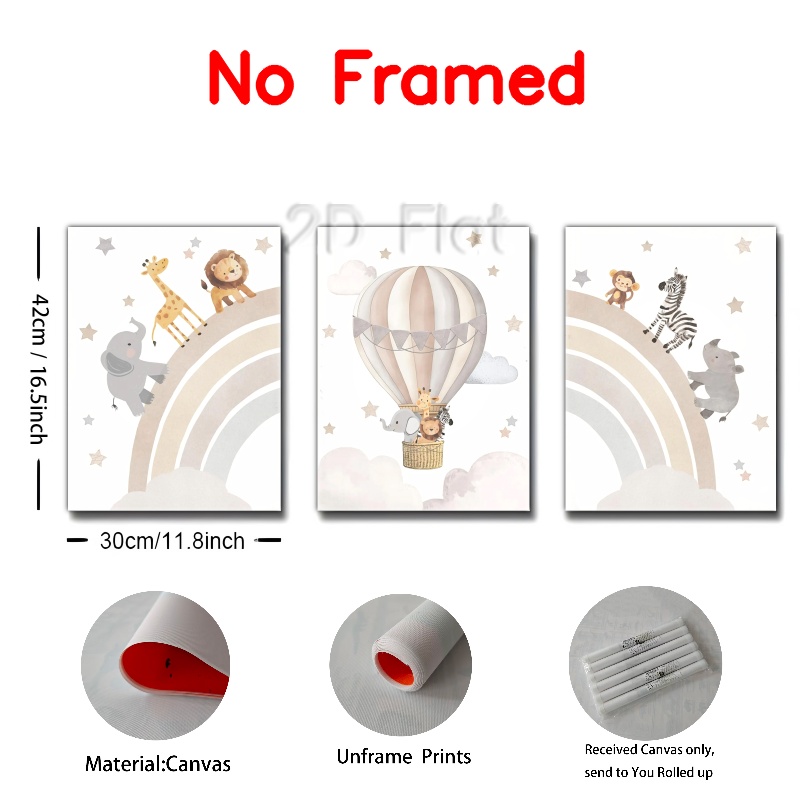 No Framed
2D Flat
42cm / 16.5inch
30cm/11.8inch
Material:Canvas
Unframe Prints
Received Canvas only,
send to You Rolled up